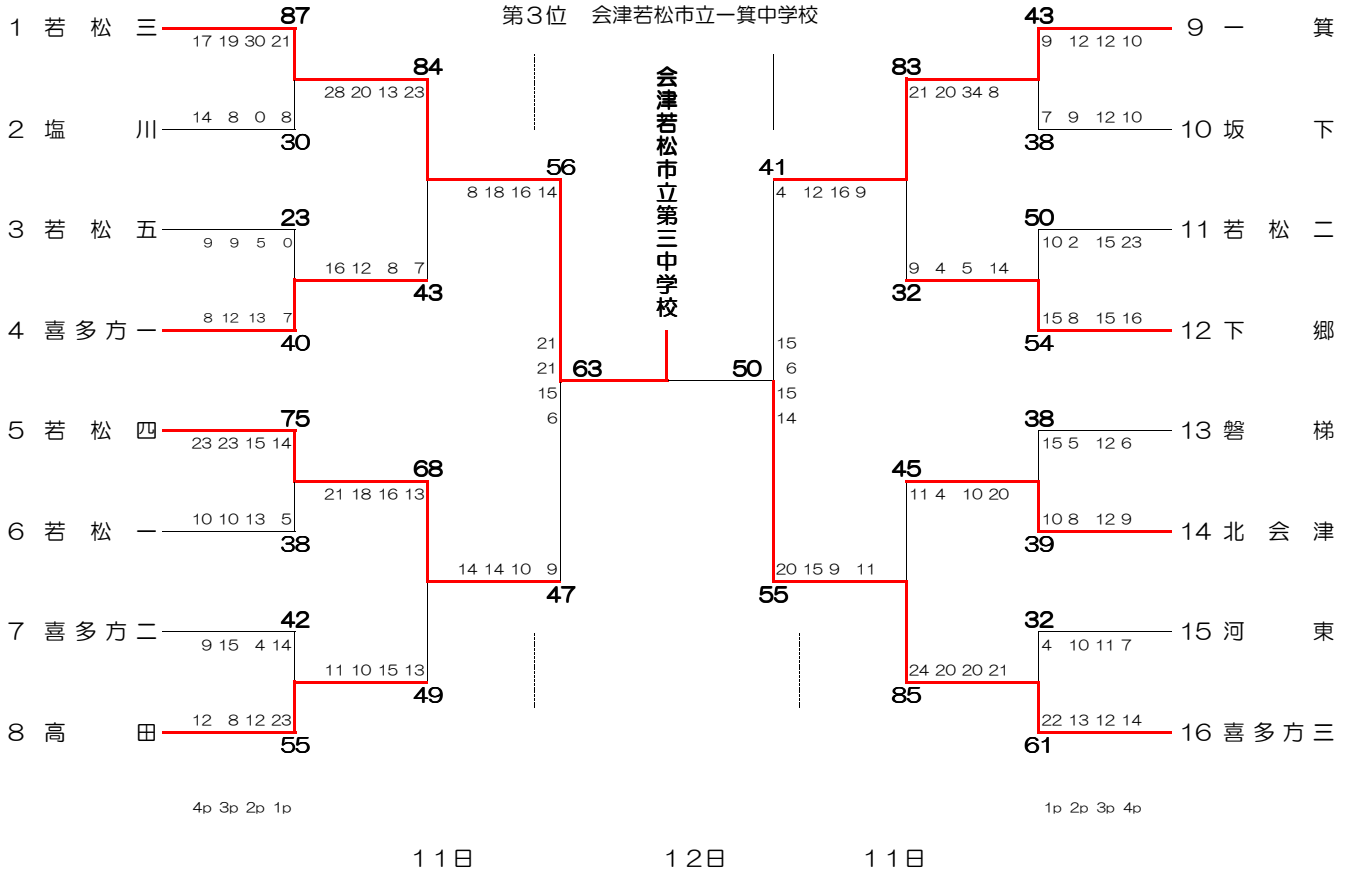 第3位 会津若松市立一箕中学校
会津若松市立第三中学校
1 若松三
87
17 19 30 21
14 8 0 8
30
2 塩川
84
28 20 13 23
3 若松五
23
9 9 5 0
16 12 8 7
43
8 12 13 7
40
4 喜多方一
56
8 18 16 14
5 若松四
75
23 23 15 14
10 10 13 5
38
6 若松一
68
21 18 16 13
14 14 10 9
47
7 喜多方二
42
9 15 4 14
11 10 15 13
49
12 8 12 23
55
8 高田
21
21
15
6
63
50
15
6
15
14
43
9 12 12 10
9 一箕
83
21 20 34 8
7 9 12 10
38
10 坂下
41
4 12 16 9
50
10 2 15 23
11 若松二
9 4 5 14
32
15 8 15 16
54
12 下郷
38
15 5 12 6
13 磐梯
45
11 4 10 20
10 8 12 9
39
14 北会津
20 15 9 11
55
32
4 10 11 7
15 河東
24 20 20 21
85
22 13 12 14
61
16 喜多方三
4p 3p 2p 1p
1p 2p 3p 4p
11日 12日 11日